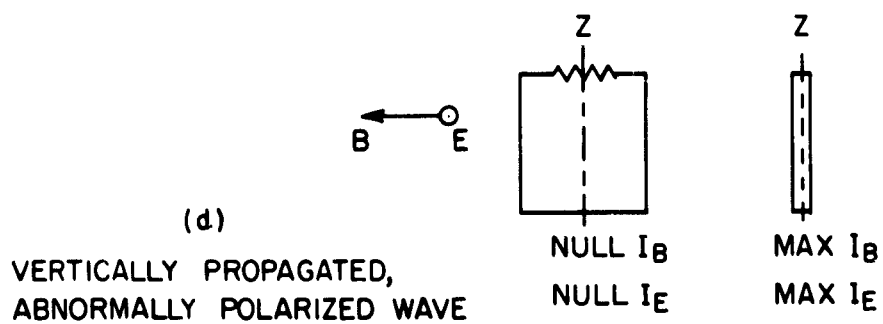 Z Z
B E
(d)
VERTICALLY PROPAGATED,
ABNORMALLY POLARIZED WAVE
NULL I_B MAX I_B
NULL I_E MAX I_E